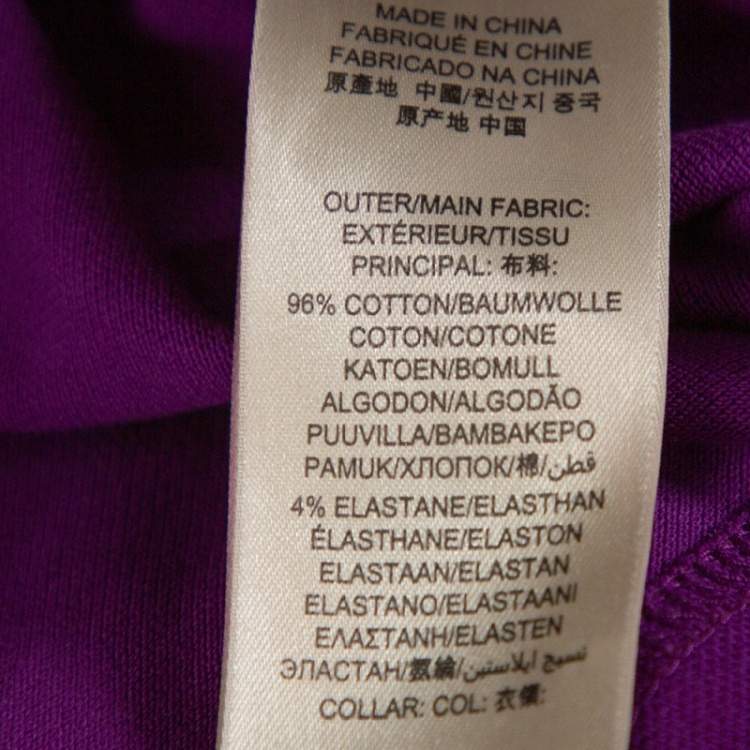 MADE IN CHINA
FABRIQUÉ EN CHINE
FABRICADO NA CHINA
原產地 中國/원산지 중국
原产地 中国
OUTER/MAIN FABRIC:
EXTÉRIEUR/TISSU
PRINCIPAL: 布料:
96% COTTON/BAUMWOLLE
COTON/COTONE
KATOEN/BOMULL
ALGODON/ALGODÃO
PUUVILLA/BAMBAKEPO
PAMUK/ХЛОПОК/棉/قطن
4% ELASTANE/ELASTHAN
ÉLASTHANE/ELASTON
ELASTAAN/ELASTAN
ELASTANO/ELASTAANI
ΕΛΑΣΤΑΝΗ/ELASTEN
ЭЛАСТАН/氨綸/نسيج ايلاستين
COLLAR: COL: 衣領: